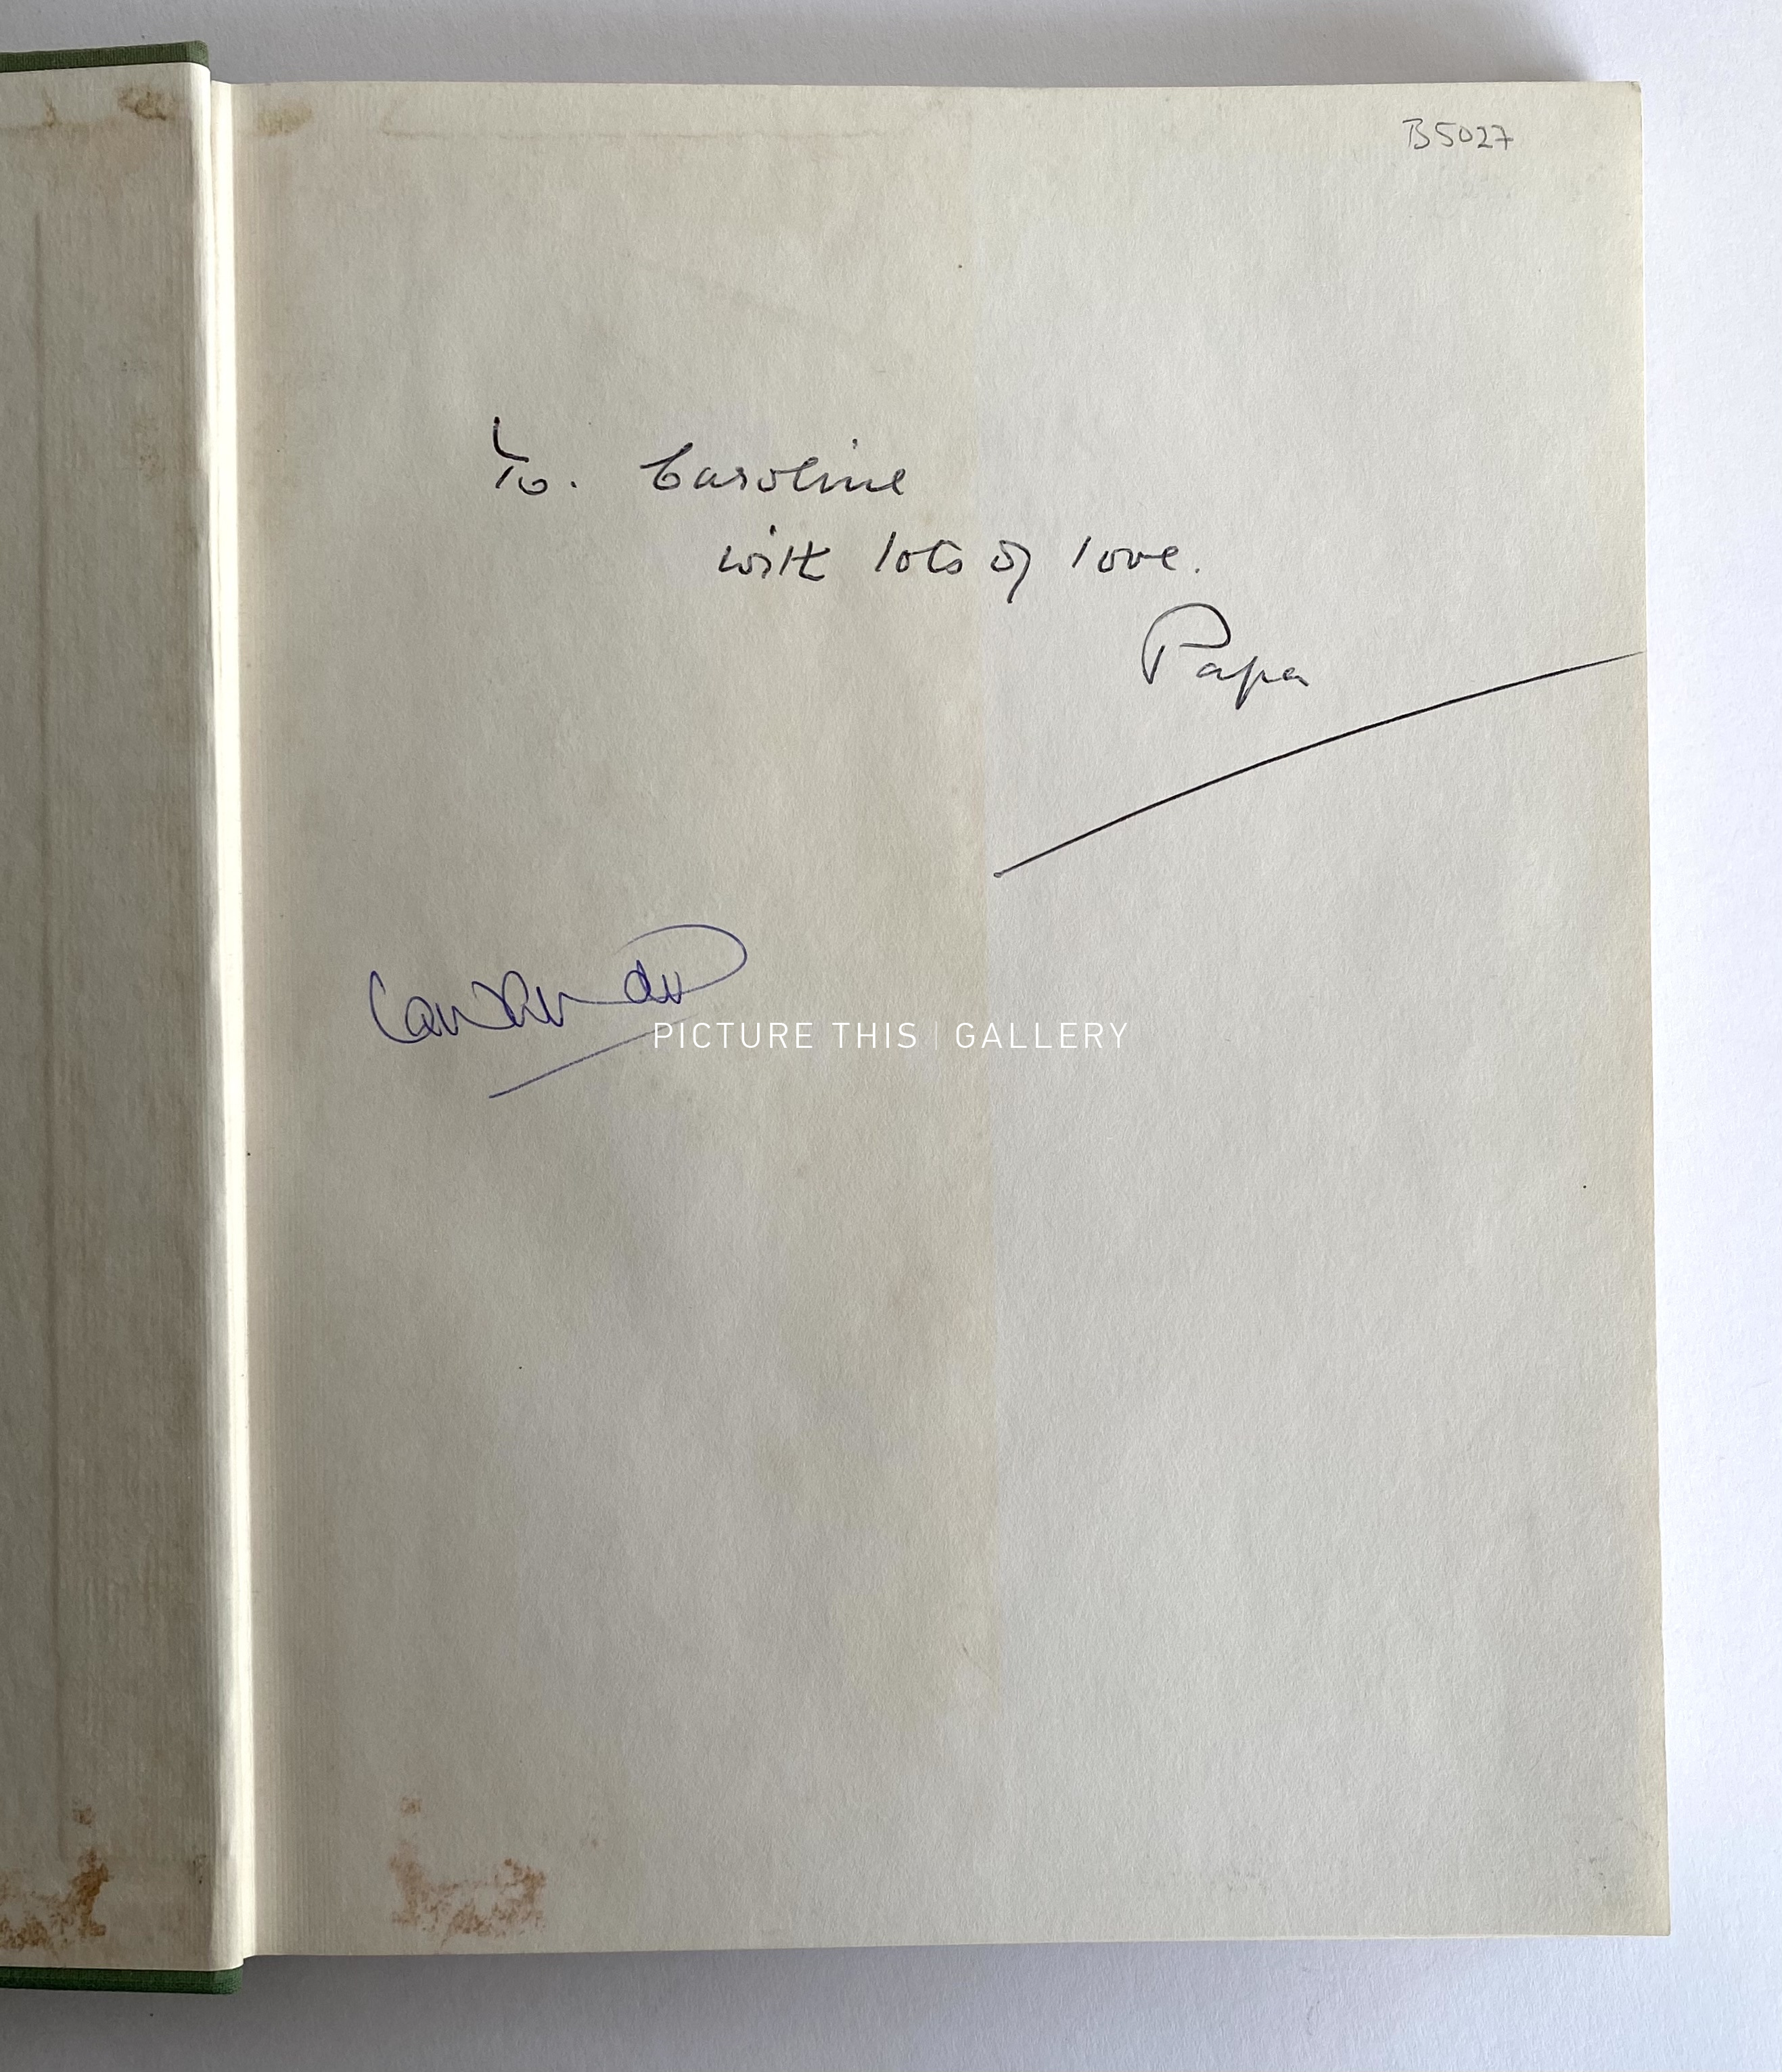 B5027
To. Caroline
with lots of love.
Papa
PICTURE THIS | GALLERY